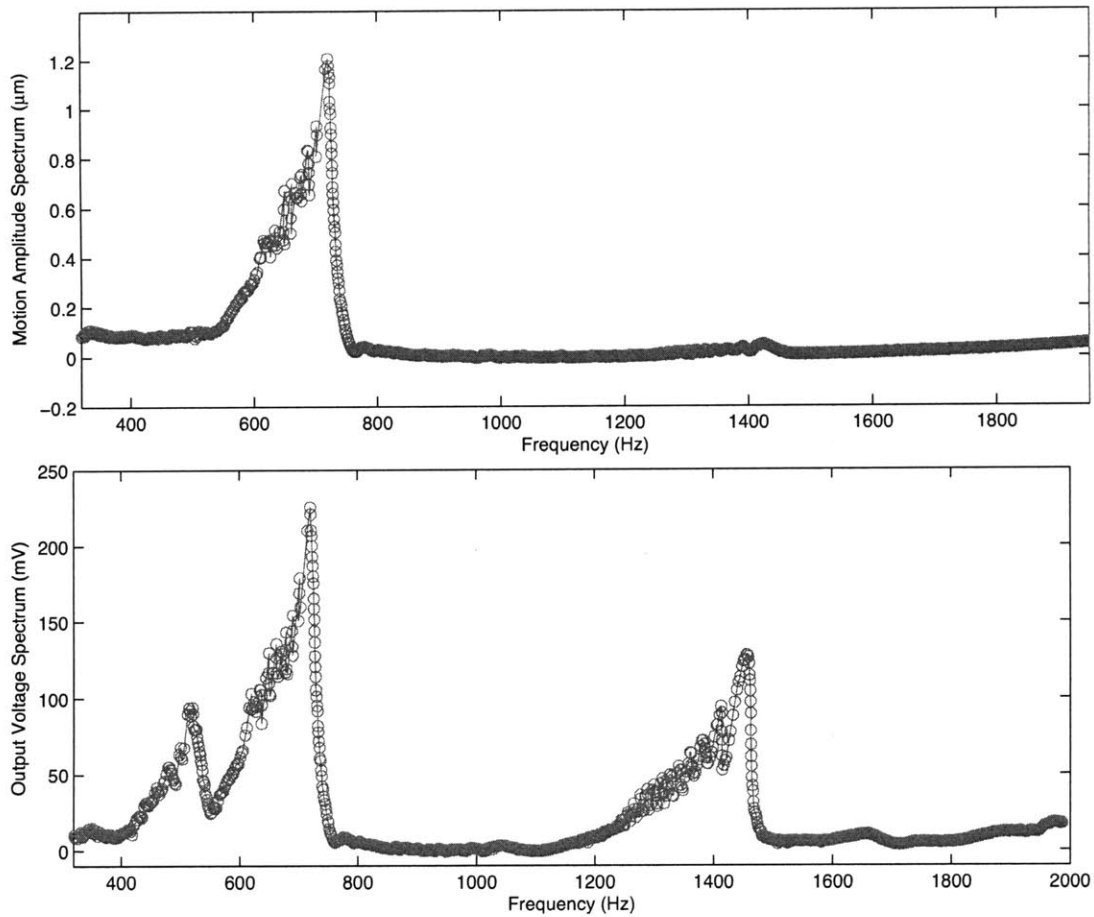 1.2
1
0.8
0.6
0.4
0.2
0
−0.2
Motion Amplitude Spectrum (μm)
400 600 800 1000 1200 1400 1600 1800
Frequency (Hz)
250
200
150
100
50
0
Output Voltage Spectrum (mV)
400 600 800 1000 1200 1400 1600 1800 2000
Frequency (Hz)